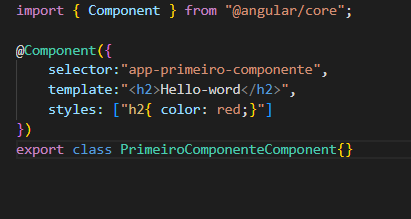 import { Component } from "@angular/core";
@Component({
    selector:"app-primeiro-componente",
    template:"<h2>Hello-word</h2>",
    styles: ["h2{ color: red;}"]
})
export class PrimeiroComponenteComponent{}